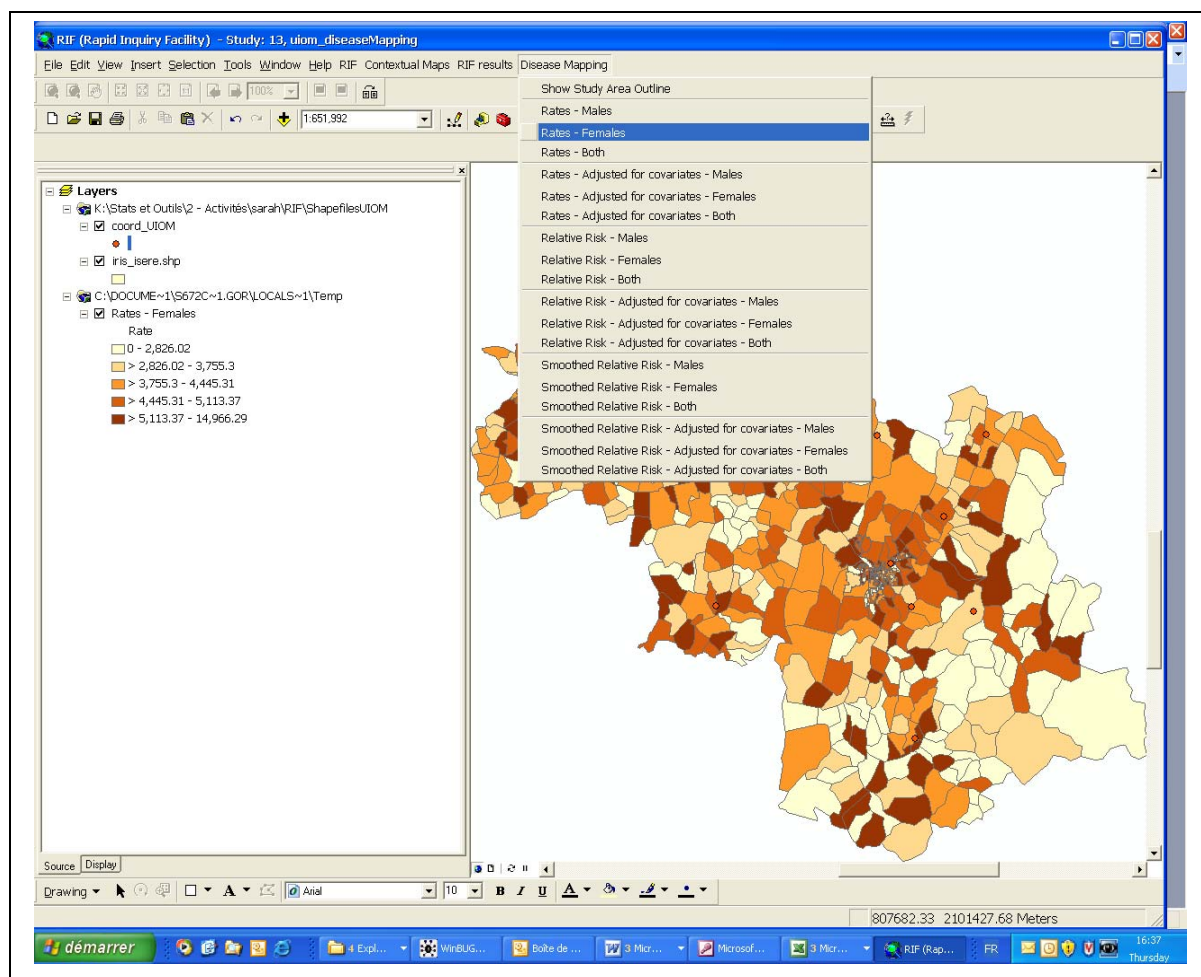 RIF (Rapid Inquiry Facility) - Study: 13, uiom_diseaseMapping
File Edit View Insert Selection Tools Window Help RIF Contextual Maps RIF results Disease Mapping
100%
1:651,992
Show Study Area Outline
Rates - Males
Rates - Females
Rates - Both
Rates - Adjusted for covariates - Males
Rates - Adjusted for covariates - Females
Rates - Adjusted for covariates - Both
Relative Risk - Males
Relative Risk - Females
Relative Risk - Both
Relative Risk - Adjusted for covariates - Males
Relative Risk - Adjusted for covariates - Females
Relative Risk - Adjusted for covariates - Both
Smoothed Relative Risk - Males
Smoothed Relative Risk - Females
Smoothed Relative Risk - Both
Smoothed Relative Risk - Adjusted for covariates - Males
Smoothed Relative Risk - Adjusted for covariates - Females
Smoothed Relative Risk - Adjusted for covariates - Both
Layers
K:\Stats et Outils\2 - Activités\sarah\RIF\ShapefilesUIOM
coord_UIOM
iris_isere.shp
C:\DOCUME~1\S672C~1.GOR\LOCALS~1\Temp
Rates - Females
Rate
0 - 2,826.02
> 2,826.02 - 3,755.3
> 3,755.3 - 4,445.31
> 4,445.31 - 5,113.37
> 5,113.37 - 14,966.29
Source Display
Drawing A Arial 10 B I U A
807682.33 2101427.68 Meters
démarrer 4 Expl... WinBUG... Boîte de ... 3 Micr... Microsof... 3 Micr... RIF (Rap... FR 16:37
Thursday